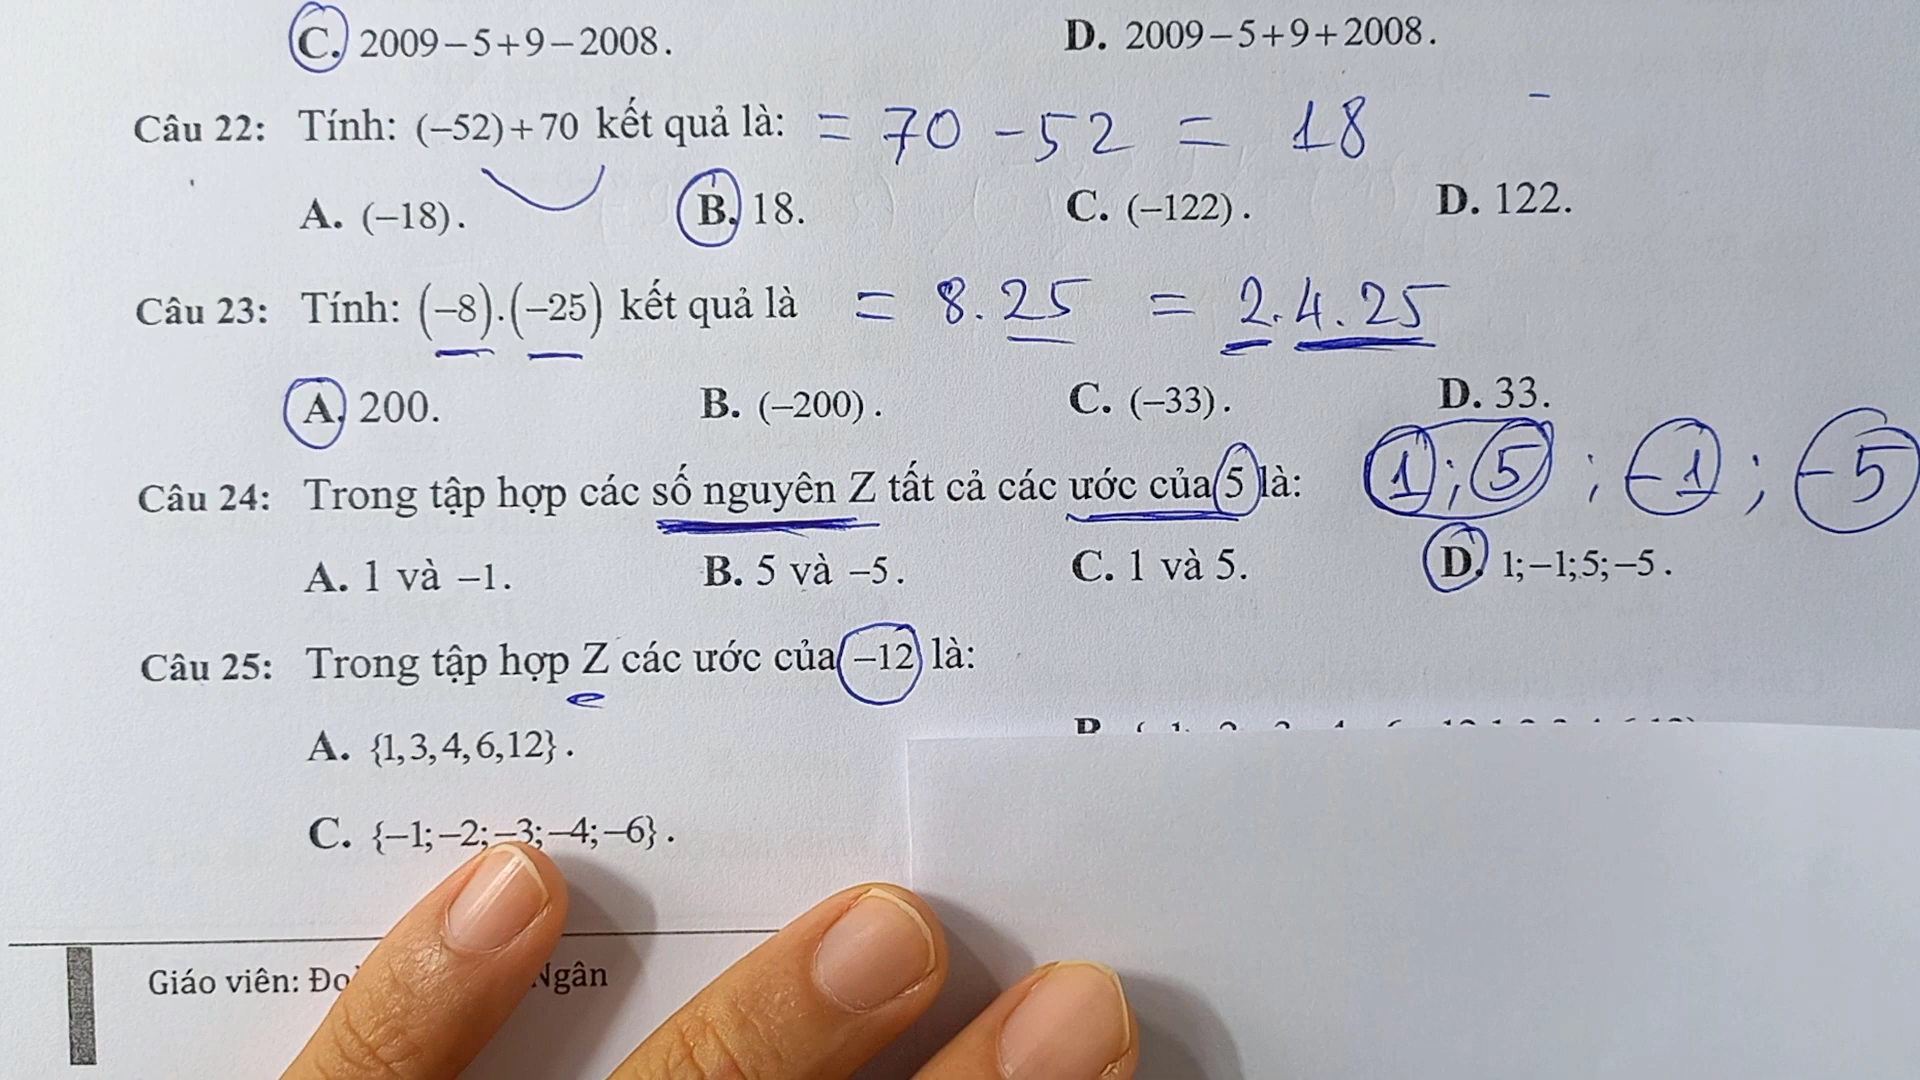 C. 2009−5+9−2008. D. 2009−5+9+2008.
Câu 22: Tính: (−52)+70 kết quả là: = 70 - 52 = 18
A. (−18). B. 18. C. (−122). D. 122.
Câu 23: Tính: (−8).(−25) kết quả là = 8.25 = 2.4.25
A. 200. B. (−200). C. (−33). D. 33.
Câu 24: Trong tập hợp các số nguyên Z tất cả các ước của 5 là: 1; 5; -1; -5
A. 1 và −1. B. 5 và −5. C. 1 và 5. D. 1;−1;5;−5.
Câu 25: Trong tập hợp Z các ước của −12 là:
A. {1,3,4,6,12}.
C. {−1;−2;−3;−4;−6}.
Giáo viên: Ngân